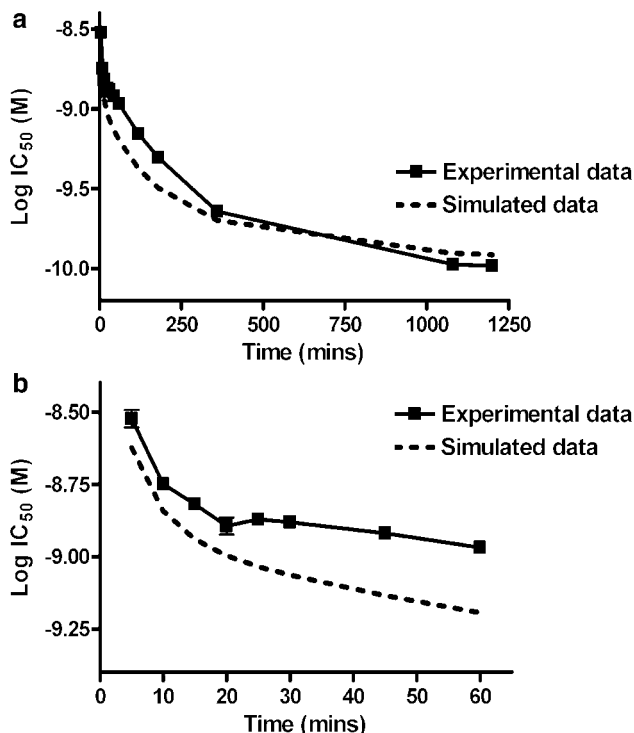 a
-8.5
-9.0
-9.5
-10.0
Log IC50 (M)
Experimental data
Simulated data
0 250 500 750 1000 1250
Time (mins)
b
-8.50
-8.75
-9.00
-9.25
Log IC50 (M)
Experimental data
Simulated data
0 10 20 30 40 50 60
Time (mins)